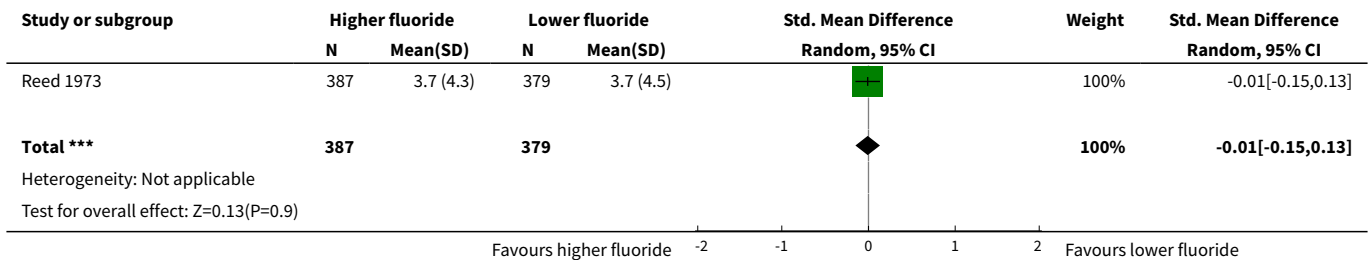 Study or subgroup Higher fluoride Lower fluoride Std. Mean Difference Weight Std. Mean Difference
N Mean(SD) N Mean(SD) Random, 95% CI Random, 95% CI
Reed 1973 387 3.7 (4.3) 379 3.7 (4.5) 100% -0.01[-0.15,0.13]
Total *** 387 379 100% -0.01[-0.15,0.13]
Heterogeneity: Not applicable
Test for overall effect: Z=0.13(P=0.9)
Favours higher fluoride -2 -1 0 1 2 Favours lower fluoride